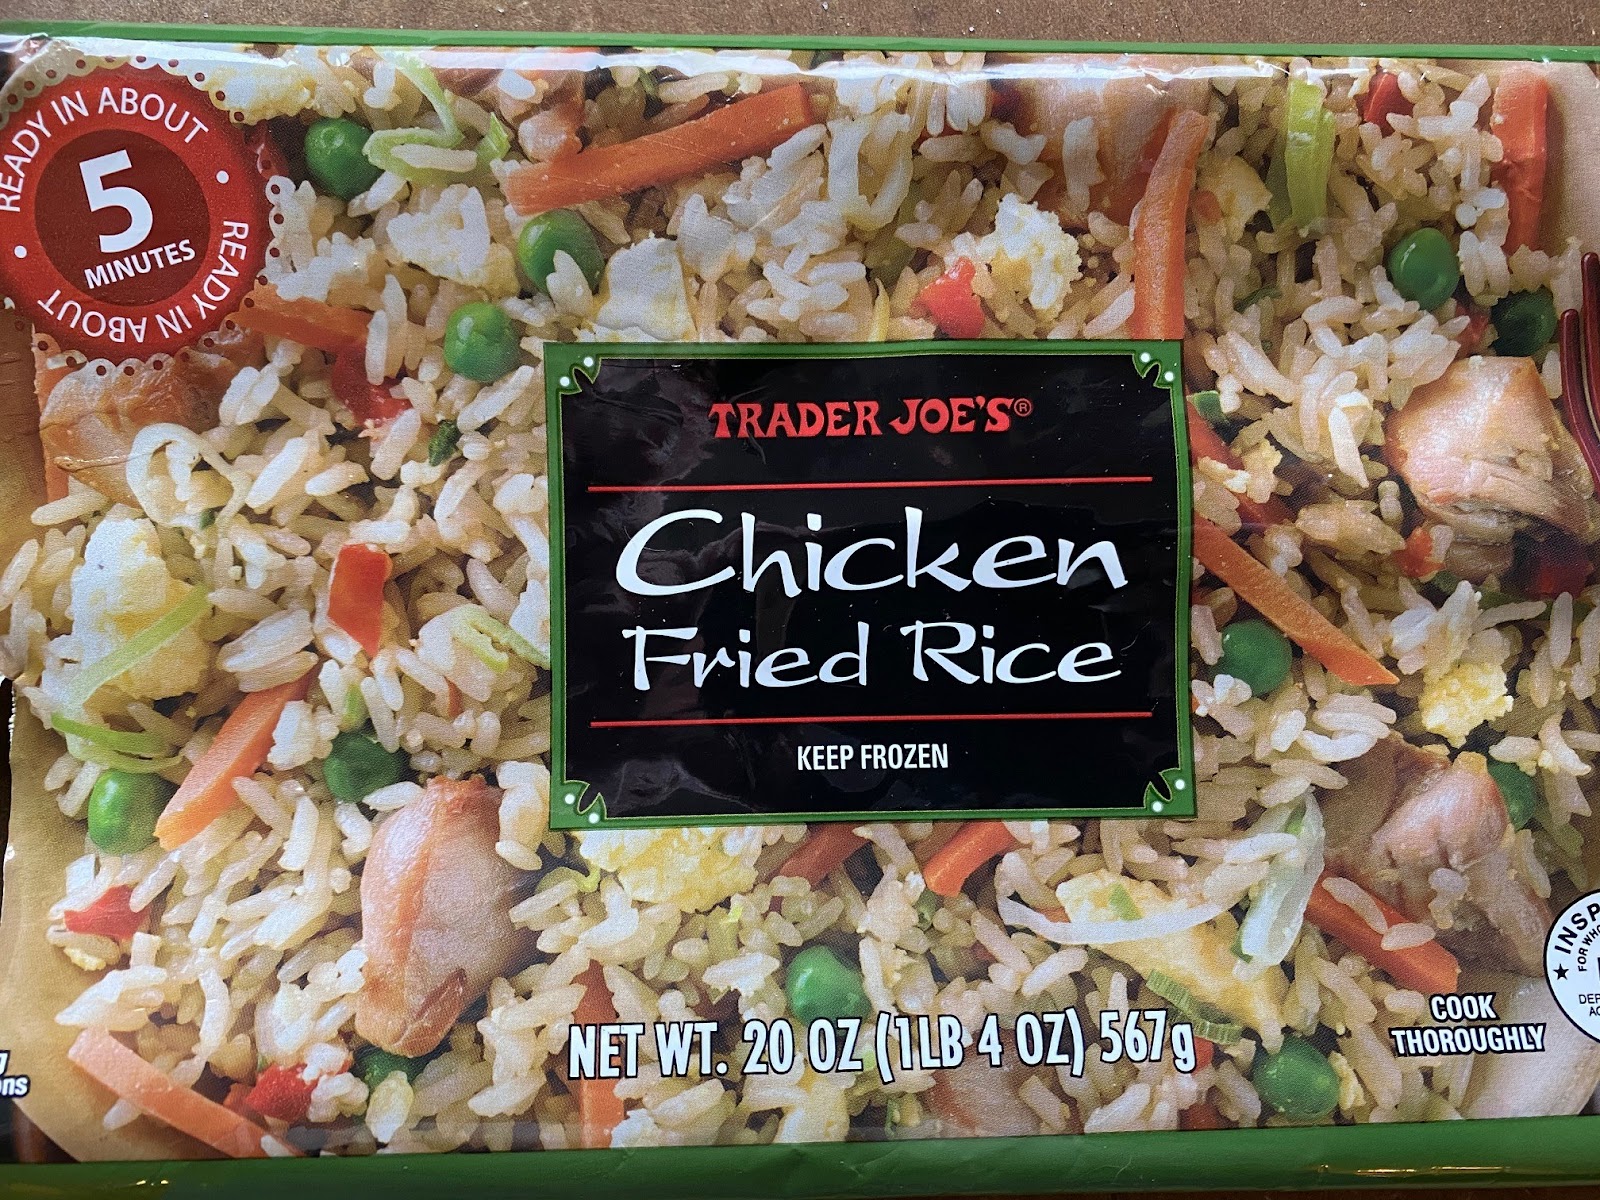 READY IN ABOUT
5
MINUTES
READY IN ABOUT
TRADER JOE'S®
Chicken
Fried Rice
KEEP FROZEN
NET WT. 20 OZ (1LB 4 OZ) 567g
COOK
THOROUGHLY